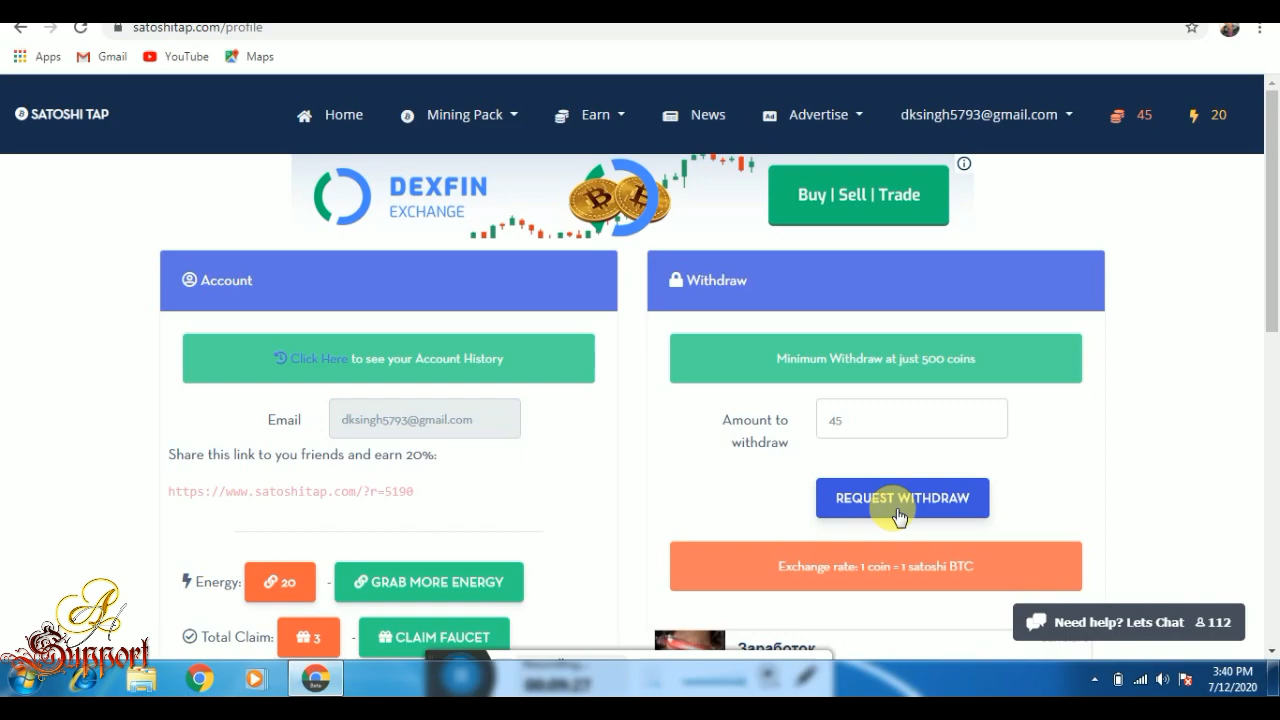 satoshitap.com/profile
Apps Gmail YouTube Maps
SATOSHI TAP Home Mining Pack Earn News Advertise dksingh5793@gmail.com 45 20
DEXFIN
EXCHANGE
Buy | Sell | Trade
Account
Click Here to see your Account History
Email dksingh5793@gmail.com
Share this link to you friends and earn 20%:
https://www.satoshitap.com/?r=5190
Energy: 20 - GRAB MORE ENERGY
Total Claim: 3 - CLAIM FAUCET
Withdraw
Minimum Withdraw at just 500 coins
Amount to
withdraw
45
REQUEST WITHDRAW
Exchange rate: 1 coin = 1 satoshi BTC
Заработок
Need help? Lets Chat 112
A
Support
3:40 PM
7/12/2020